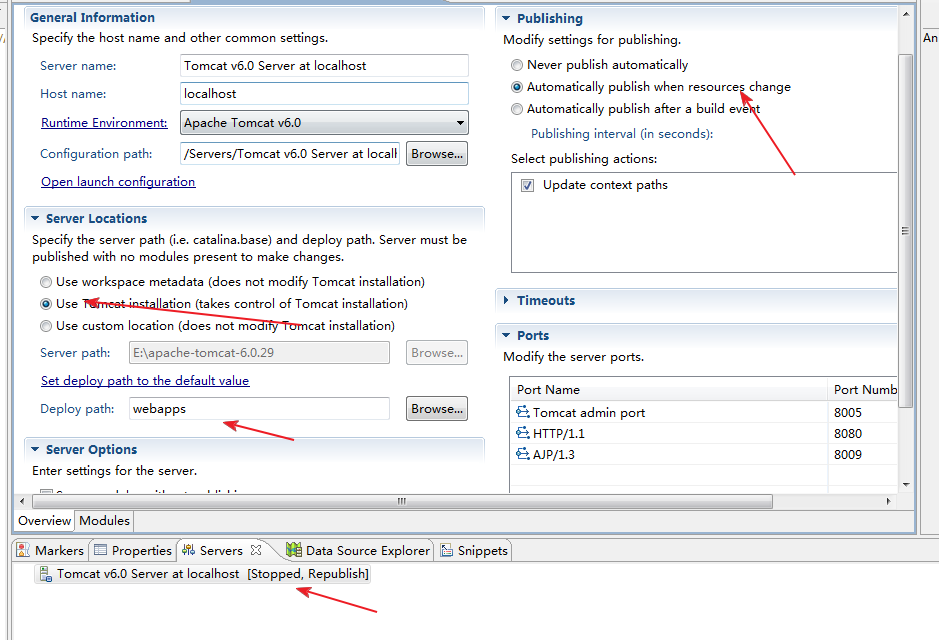 General Information
Specify the host name and other common settings.
Server name: Tomcat v6.0 Server at localhost
Host name: localhost
Runtime Environment: Apache Tomcat v6.0
Configuration path: /Servers/Tomcat v6.0 Server at localh Browse...
Open launch configuration
Server Locations
Specify the server path (i.e. catalina.base) and deploy path. Server must be
published with no modules present to make changes.
Use workspace metadata (does not modify Tomcat installation)
Use Tomcat installation (takes control of Tomcat installation)
Use custom location (does not modify Tomcat installation)
Server path: E:\apache-tomcat-6.0.29 Browse...
Set deploy path to the default value
Deploy path: webapps Browse...
Server Options
Enter settings for the server.
Publishing
Modify settings for publishing.
Never publish automatically
Automatically publish when resources change
Automatically publish after a build event
Publishing interval (in seconds):
Select publishing actions:
Update context paths
Timeouts
Ports
Modify the server ports.
Port Name Port Numb
Tomcat admin port 8005
HTTP/1.1 8080
AJP/1.3 8009
An
Overview Modules
Markers Properties Servers Data Source Explorer Snippets
Tomcat v6.0 Server at localhost [Stopped, Republish]